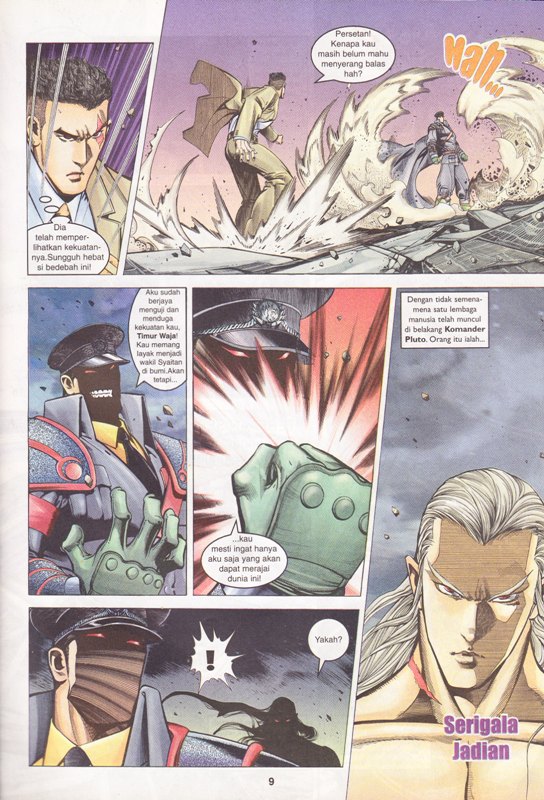 Dia
telah memper-
lihatkan kekuatan-
nya.Sungguh hebat
si bedebah ini!
Persetan!
Kenapa kau
masih belum mahu
menyerang balas
hah?
Hah...
Aku sudah
berjaya
menguji dan
menduga
kekuatan kau,
Timur Waja!
Kau memang
layak menjadi
wakil Syaitan
di bumi.Akan
tetapi...
...kau
mesti ingat hanya
aku saja yang akan
dapat merajai
dunia ini!
Dengan tidak semena-
mena satu lembaga
manusia telah muncul
di belakang Komander
Pluto. Orang itu ialah...
!
Yakah?
Serigala
Jadian
9